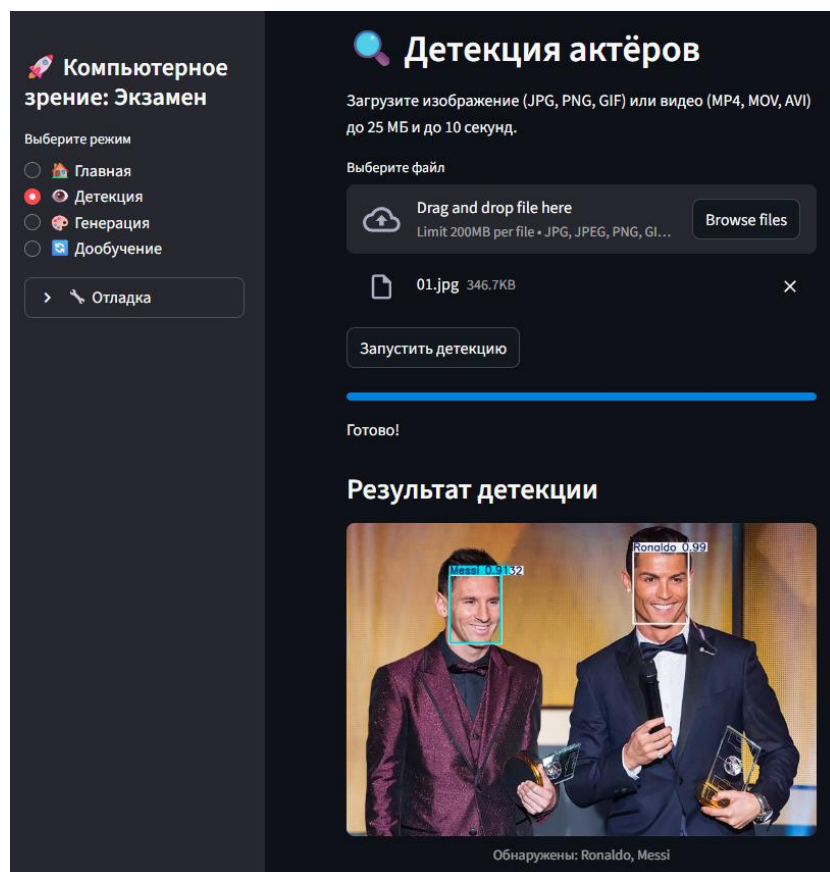 🚀 Компьютерное
зрение: Экзамен
Выберите режим
🏠 Главная
👁 Детекция
🎨 Генерация
🔄 Дообучение
🔧 Отладка
🔍 Детекция актёров
Загрузите изображение (JPG, PNG, GIF) или видео (MP4, MOV, AVI)
до 25 МБ и до 10 секунд.
Выберите файл
Drag and drop file here
Limit 200MB per file • JPG, JPEG, PNG, GI...
Browse files
01.jpg 346.7KB
Запустить детекцию
Готово!
Результат детекции
Ronaldo 0.99
Messi 0.91
Обнаружены: Ronaldo, Messi